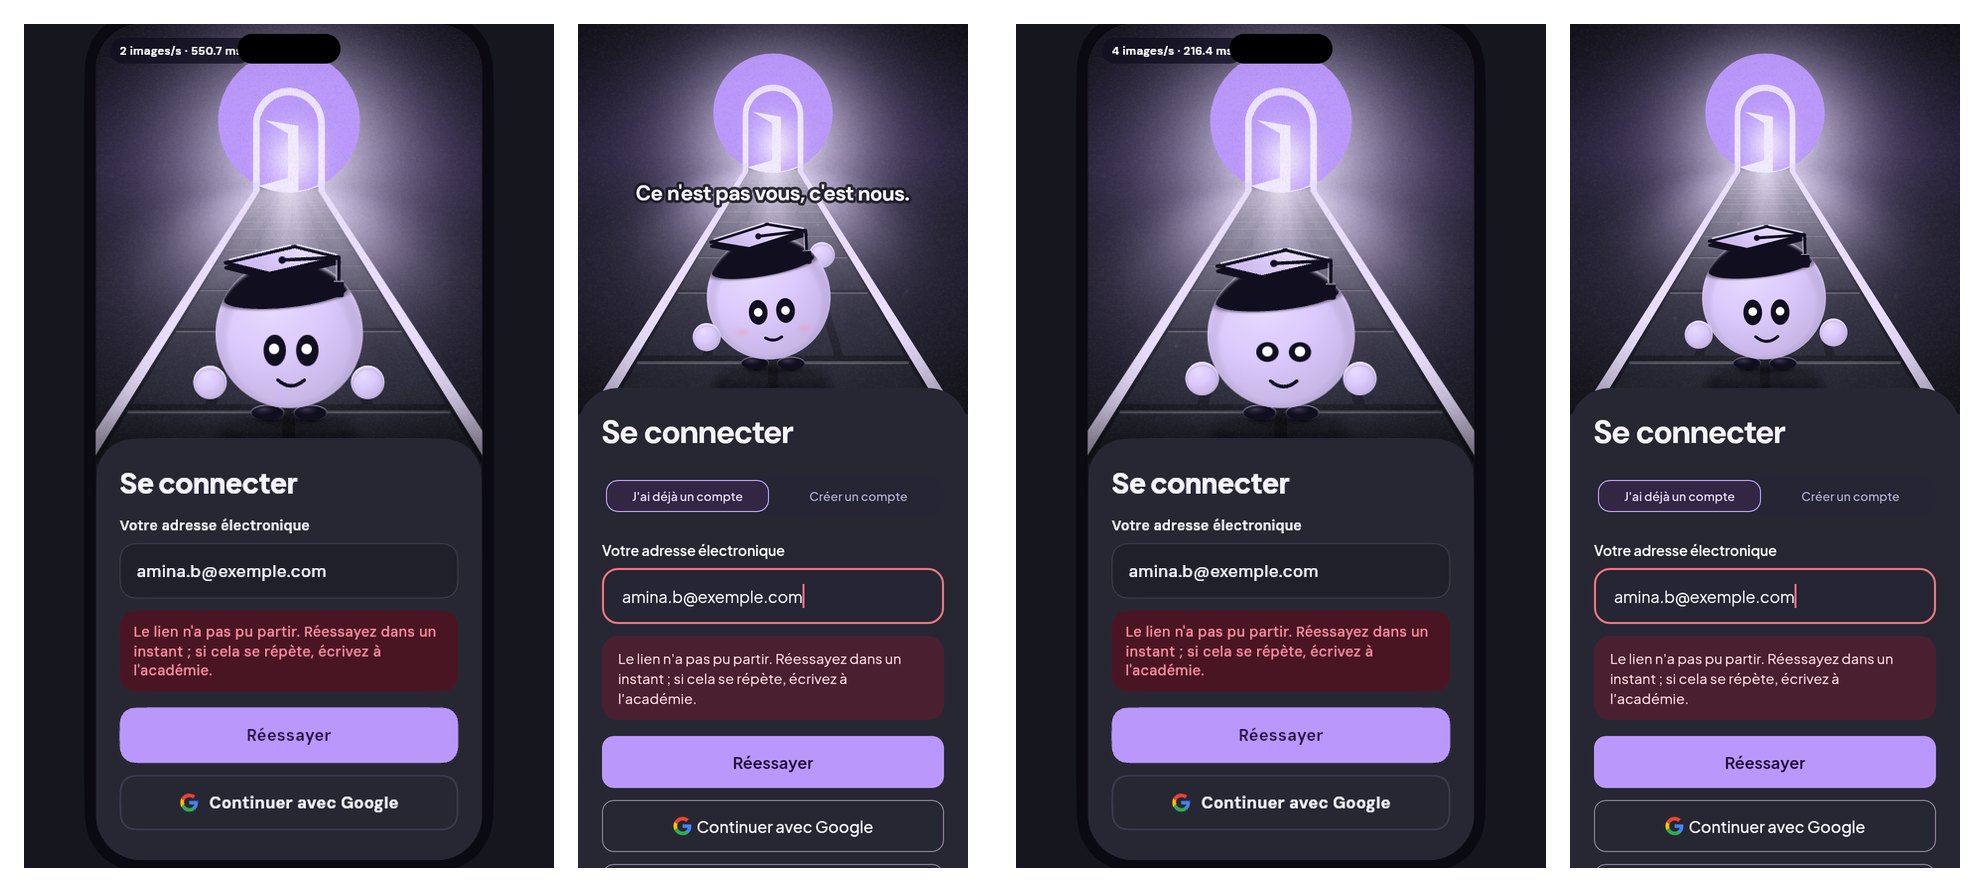 2 images/s · 550.7 ms
Se connecter
Votre adresse électronique
amina.b@exemple.com
Le lien n'a pas pu partir. Réessayez dans un
instant ; si cela se répète, écrivez à
l'académie.
Réessayer
Continuer avec Google
Ce n'est pas vous, c'est nous.
Se connecter
J'ai déjà un compte
Créer un compte
Votre adresse électronique
amina.b@exemple.com
Le lien n'a pas pu partir. Réessayez dans un
instant ; si cela se répète, écrivez à
l'académie.
Réessayer
Continuer avec Google
4 images/s · 216.4 ms
Se connecter
Votre adresse électronique
amina.b@exemple.com
Le lien n'a pas pu partir. Réessayez dans un
instant ; si cela se répète, écrivez à
l'académie.
Réessayer
Continuer avec Google
Se connecter
J'ai déjà un compte
Créer un compte
Votre adresse électronique
amina.b@exemple.com
Le lien n'a pas pu partir. Réessayez dans un
instant ; si cela se répète, écrivez à
l'académie.
Réessayer
Continuer avec Google